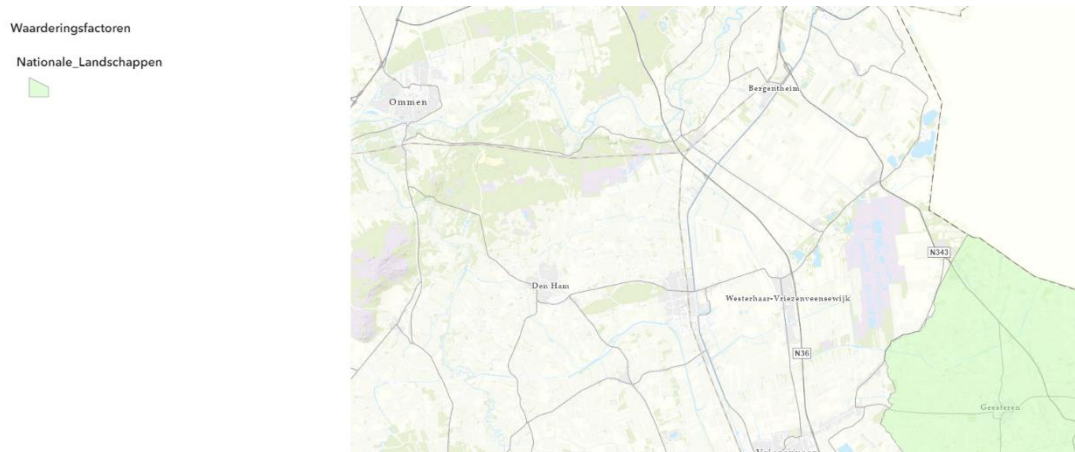 Waarderingsfactoren
Nationale_Landschappen
Ommen
Bergentheim
N343
Den Ham
Westerhaar-Vriezenveensewijk
N36
Geesteren